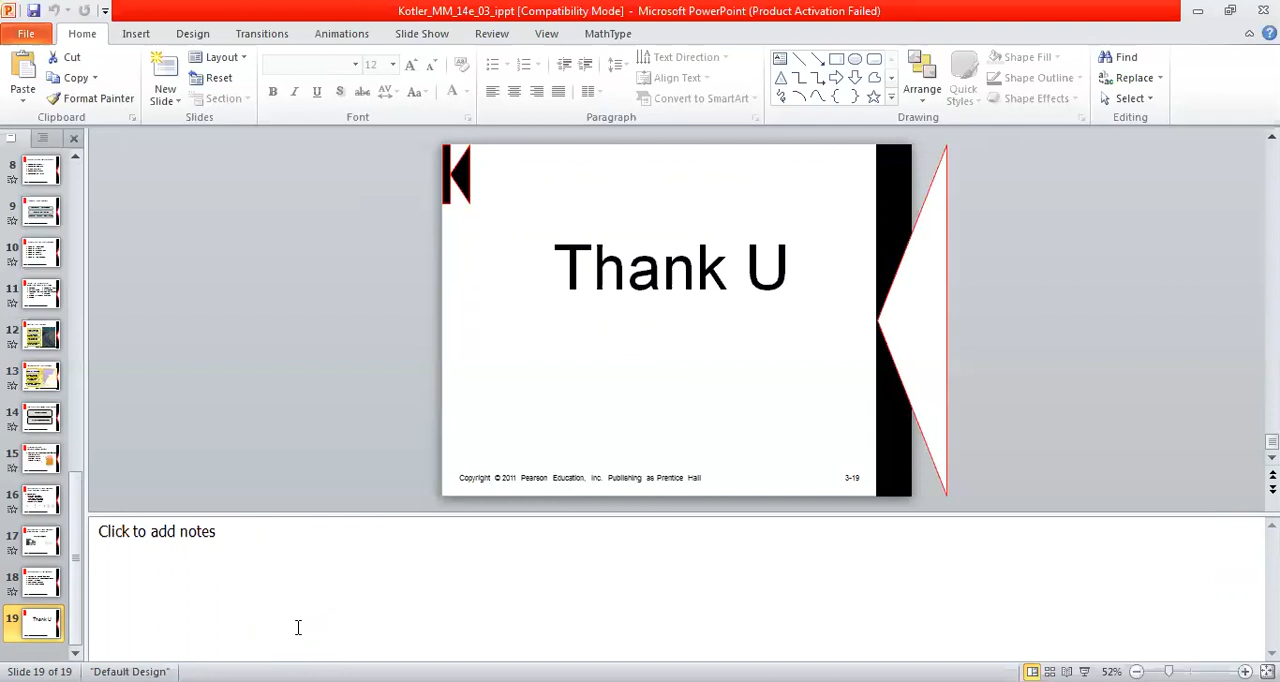 Kotler_MM_14e_03_ippt [Compatibility Mode] - Microsoft PowerPoint (Product Activation Failed)
File Home Insert Design Transitions Animations Slide Show Review View MathType
Paste
Cut
Copy
Format Painter
Clipboard
New Slide
Layout
Reset
Section
Slides
12
B I U S abc AV Aa A
Font
Text Direction
Align Text
Convert to SmartArt
Paragraph
Arrange
Quick Styles
Shape Fill
Shape Outline
Shape Effects
Drawing
Find
Replace
Select
Editing
8
9
10
11
12
13
14
15
16
17
18
19
Thank U
Thank U
Copyright © 2011 Pearson Education, Inc. Publishing as Prentice Hall 3-19
Click to add notes
Slide 19 of 19 "Default Design" 52%